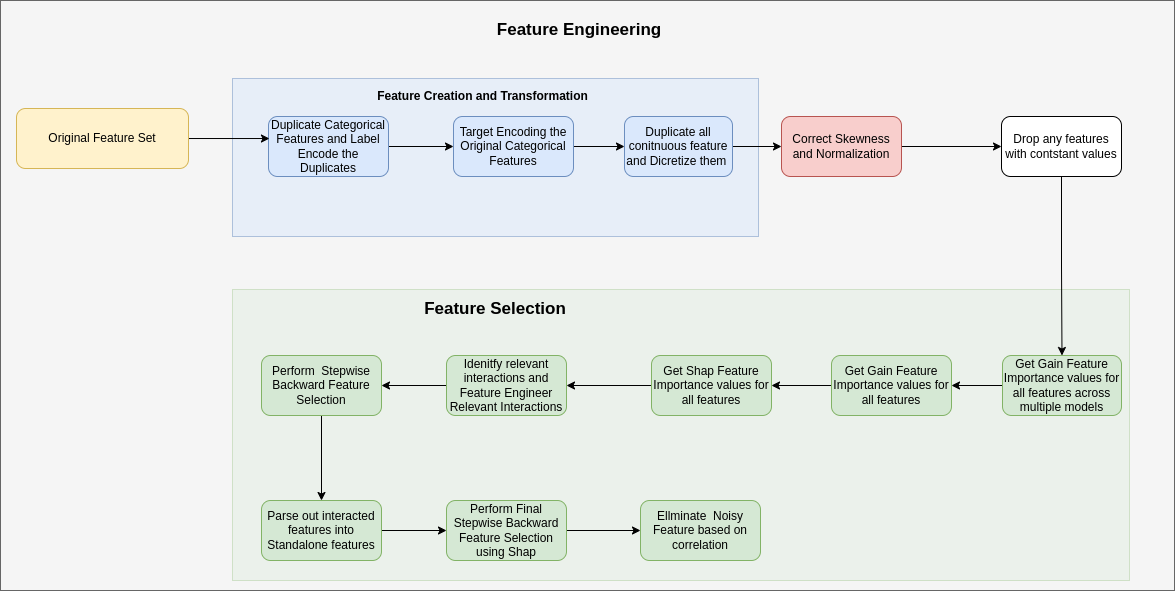 Feature Engineering
Feature Creation and Transformation
Original Feature Set
Duplicate Categorical
Features and Label
Encode the
Duplicates
Target Encoding the
Original Categorical
Features
Duplicate all
conitnuous feature
and Dicretize them
Correct Skewness
and Normalization
Drop any features
with contstant values
Feature Selection
Get Gain Feature
Importance values for
all features across
multiple models
Get Gain Feature
Importance values for
all features
Get Shap Feature
Importance values for
all features
Idenitfy relevant
interactions and
Feature Engineer
Relevant Interactions
Perform  Stepwise
Backward Feature
Selection
Parse out interacted
features into
Standalone features
Perform Final
Stepwise Backward
Feature Selection
using Shap
Ellminate  Noisy
Feature based on
correlation